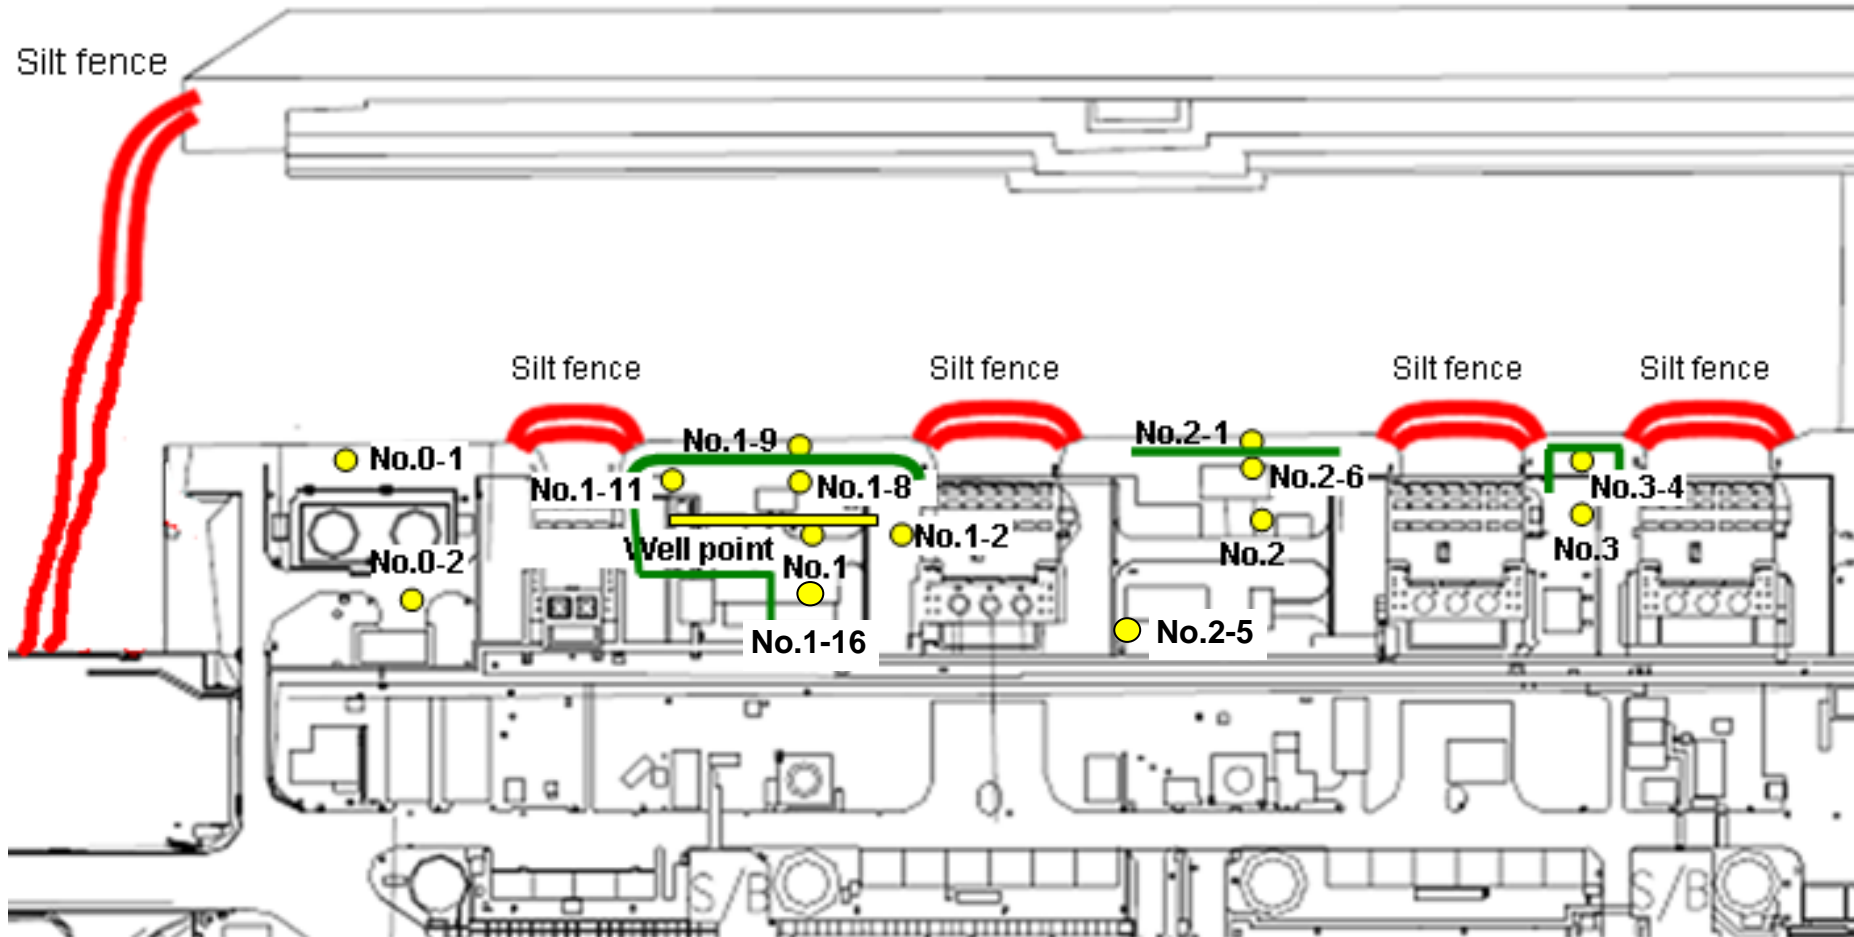 Silt fence
Silt fence
Silt fence
Silt fence
Silt fence
No.1-9
No.2-1
No.0-1
No.1-11
No.1-8
No.2-6
No.3-4
No.1-2
No.0-2
Well point
No.1
No.2
No.3
No.1-16
No.2-5
S/B
S/B